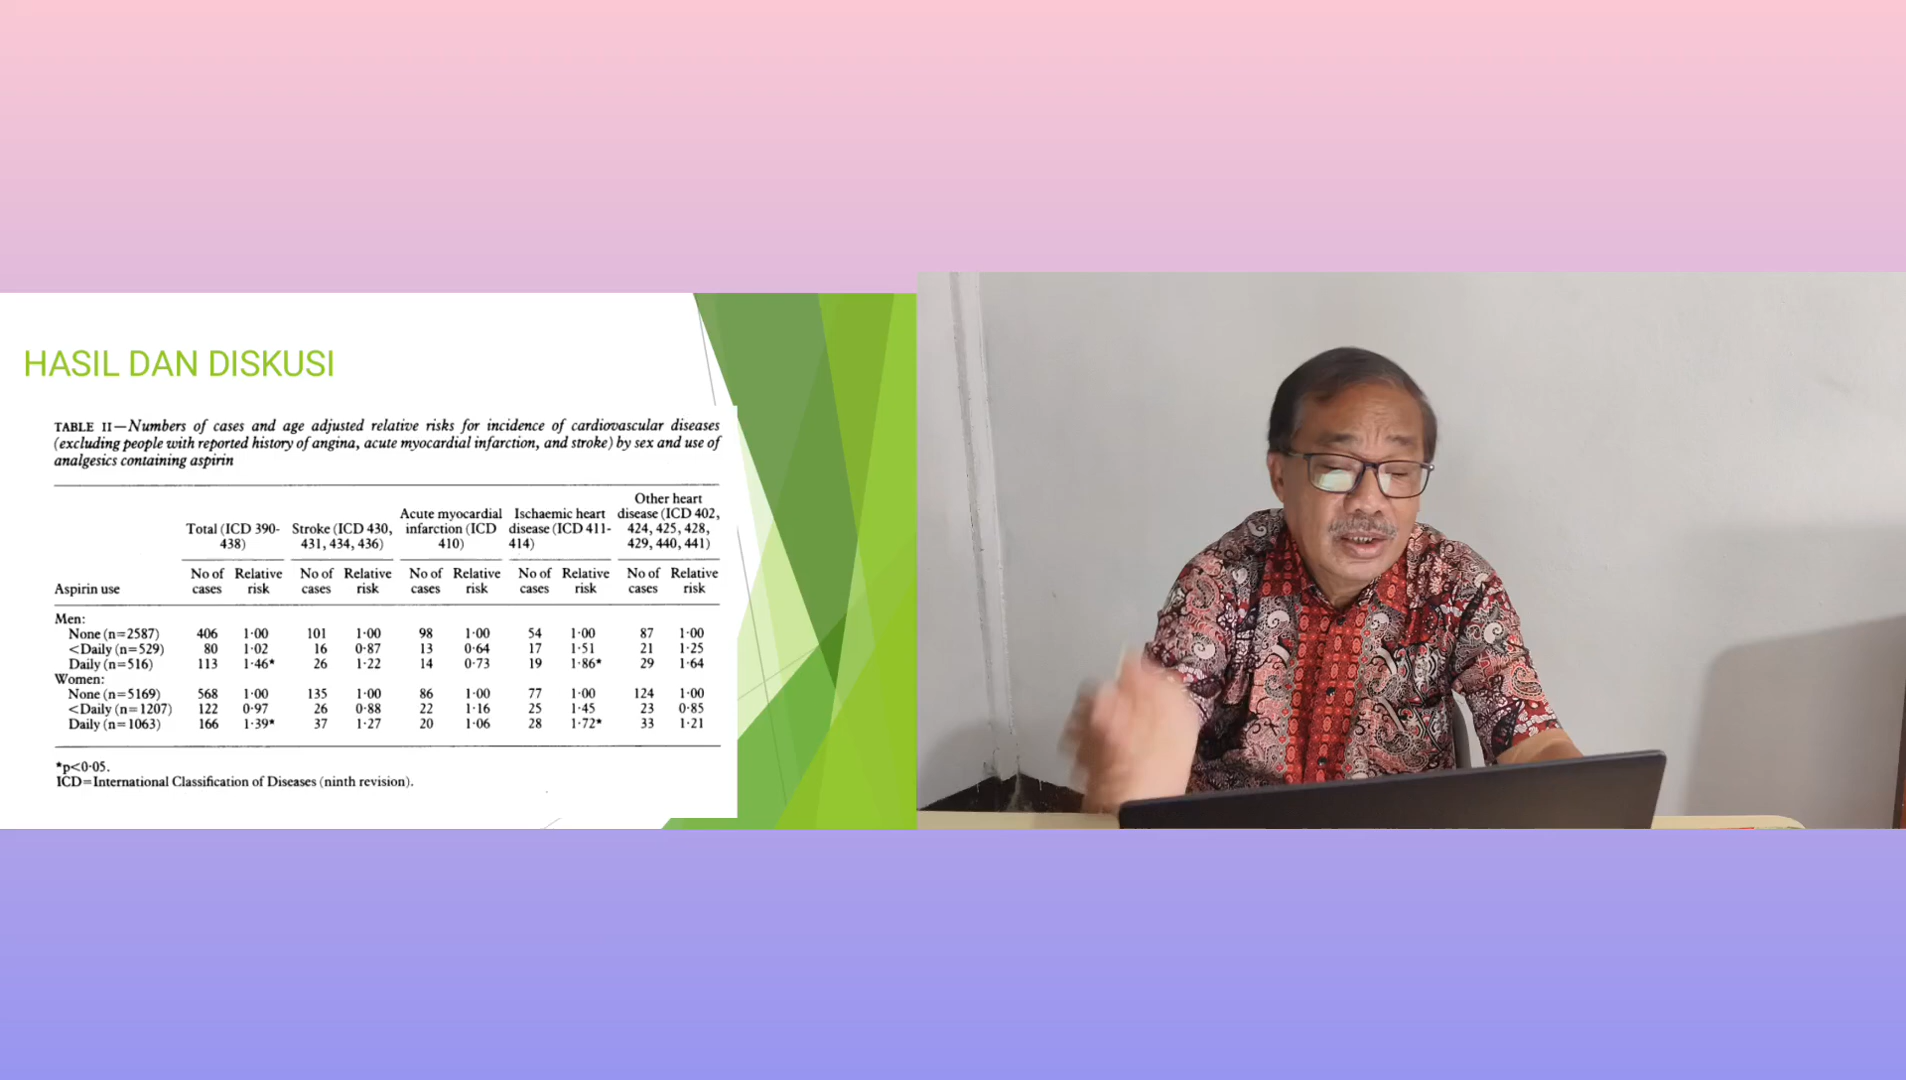 HASIL DAN DISKUSI
TABLE II—Numbers of cases and age adjusted relative risks for incidence of cardiovascular diseases
(excluding people with reported history of angina, acute myocardial infarction, and stroke) by sex and use of
analgesics containing aspirin
Total (ICD 390-438) Stroke (ICD 430, 431, 434, 436) Acute myocardial infarction (ICD 410) Ischaemic heart disease (ICD 411-414) Other heart disease (ICD 402, 424, 425, 428, 429, 440, 441)
Aspirin use No of cases Relative risk No of cases Relative risk No of cases Relative risk No of cases Relative risk No of cases Relative risk
Men:
None (n=2587) 406 1·00 101 1·00 98 1·00 54 1·00 87 1·00
<Daily (n=529) 80 1·02 16 0·87 13 0·64 17 1·51 21 1·25
Daily (n=516) 113 1·46* 26 1·22 14 0·73 19 1·86* 29 1·64
Women:
None (n=5169) 568 1·00 135 1·00 86 1·00 77 1·00 124 1·00
<Daily (n=1207) 122 0·97 26 0·88 22 1·16 25 1·45 23 0·85
Daily (n=1063) 166 1·39* 37 1·27 20 1·06 28 1·72* 33 1·21
*p<0·05.
ICD=International Classification of Diseases (ninth revision).